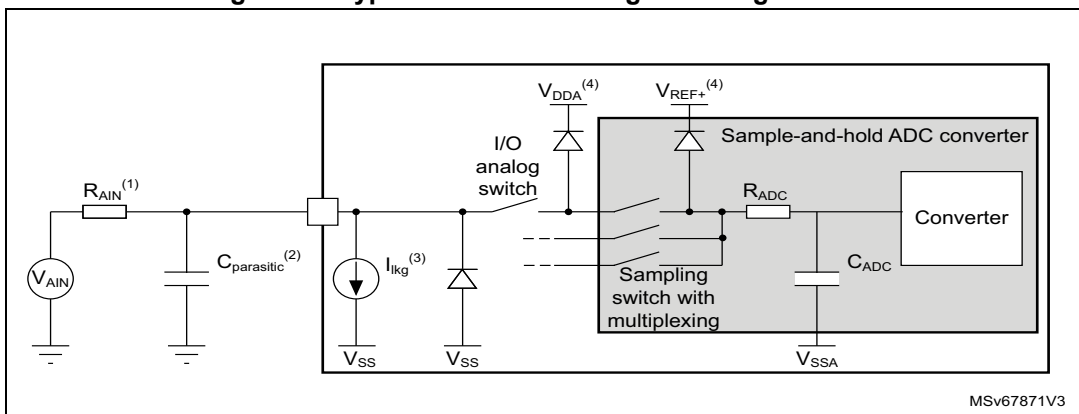 V_DDA^(4)
V_REF+^(4)
Sample-and-hold ADC converter
I/O
analog
switch
R_AIN^(1)
R_ADC
Converter
V_AIN
C_parasitic^(2)
I_lkg^(3)
C_ADC
Sampling
switch with
multiplexing
V_SS
V_SS
V_SSA
MSv67871V3